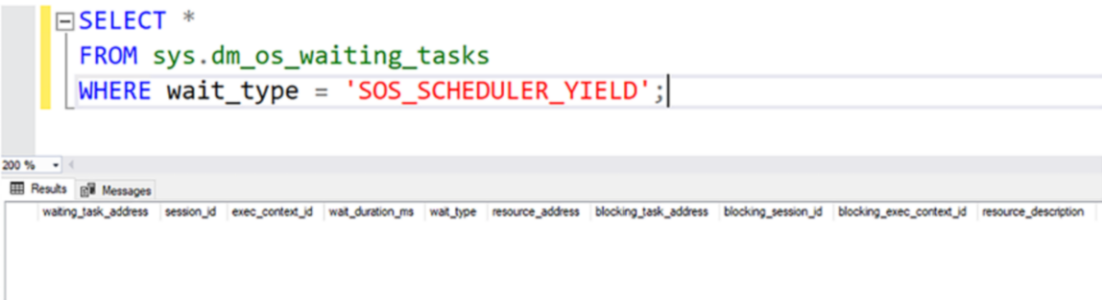 SELECT *
FROM sys.dm_os_waiting_tasks
WHERE wait_type = 'SOS_SCHEDULER_YIELD';
200 %
Results Messages
waiting_task_address session_id exec_context_id wait_duration_ms wait_type resource_address blocking_task_address blocking_session_id blocking_exec_context_id resource_description